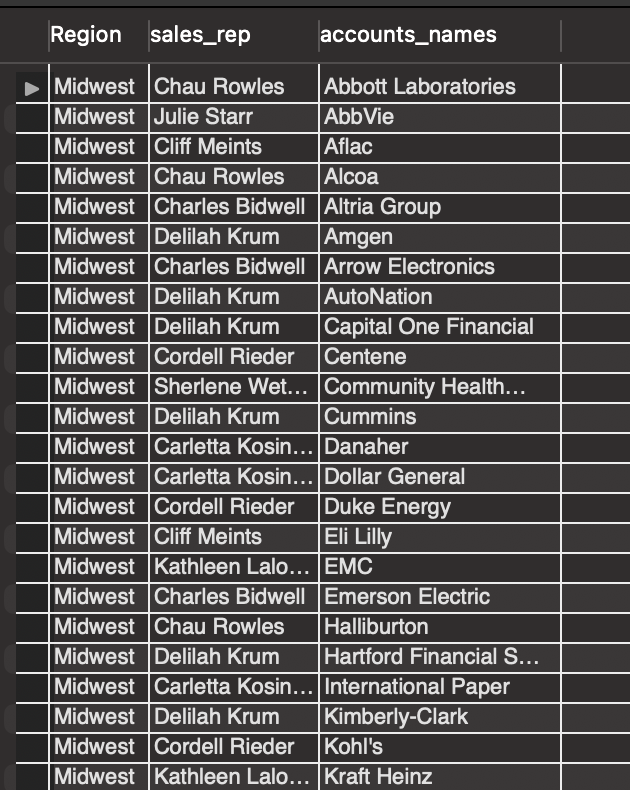 Region sales_rep accounts_names
Midwest Chau Rowles Abbott Laboratories
Midwest Julie Starr AbbVie
Midwest Cliff Meints Aflac
Midwest Chau Rowles Alcoa
Midwest Charles Bidwell Altria Group
Midwest Delilah Krum Amgen
Midwest Charles Bidwell Arrow Electronics
Midwest Delilah Krum AutoNation
Midwest Delilah Krum Capital One Financial
Midwest Cordell Rieder Centene
Midwest Sherlene Wet… Community Health…
Midwest Delilah Krum Cummins
Midwest Carletta Kosin… Danaher
Midwest Carletta Kosin… Dollar General
Midwest Cordell Rieder Duke Energy
Midwest Cliff Meints Eli Lilly
Midwest Kathleen Lalo… EMC
Midwest Charles Bidwell Emerson Electric
Midwest Chau Rowles Halliburton
Midwest Delilah Krum Hartford Financial S…
Midwest Carletta Kosin… International Paper
Midwest Delilah Krum Kimberly-Clark
Midwest Cordell Rieder Kohl's
Midwest Kathleen Lalo… Kraft Heinz